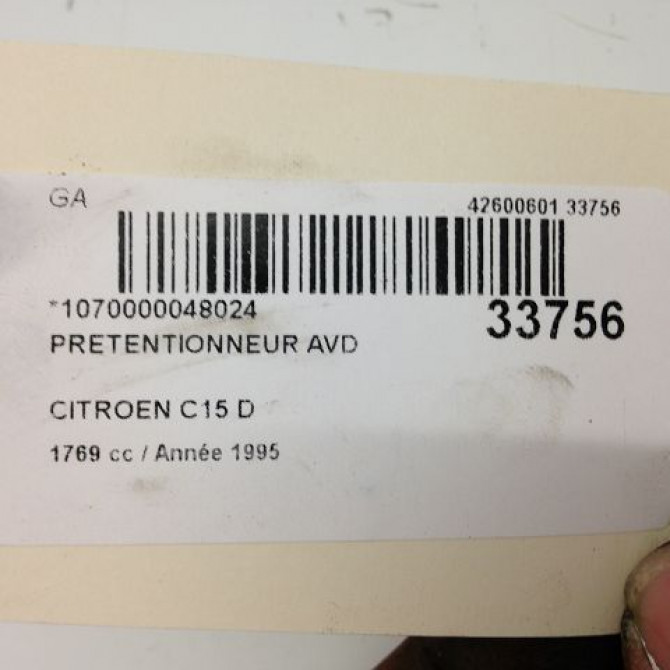 GA
42600601 33756
*1070000048024
33756
PRETENTIONNEUR AVD
CITROEN C15 D
1769 cc / Année 1995